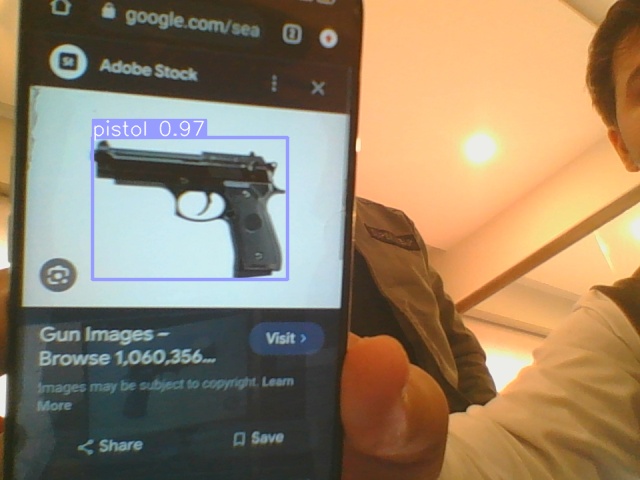 google.com/sea
Adobe Stock
pistol 0.97
Gun Images –
Browse 1,060,356...
Visit ›
Images may be subject to copyright. Learn
More
Share
Save